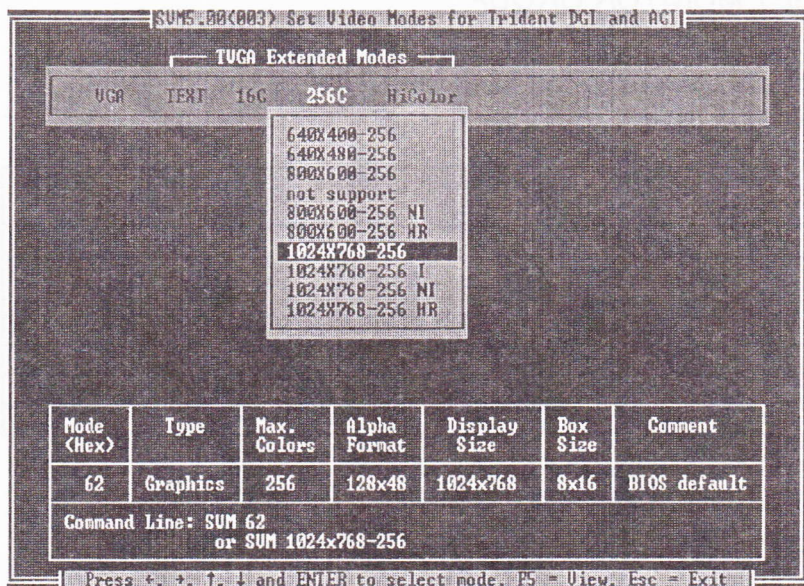 SVM5.00(003) Set Video Modes for Trident DGI and ACI
TVGA Extended Modes
VGA TEXT 16C 256C HiColor
640X400-256
640X480-256
800X600-256
not support
800X600-256 NI
800X600-256 HR
1024X768-256
1024X768-256 I
1024X768-256 NI
1024X768-256 HR
Mode (Hex) Type Max. Colors Alpha Format Display Size Box Size Comment
62 Graphics 256 128x48 1024x768 8x16 BIOS default
Command Line: SVM 62
or SVM 1024x768-256
Press ←, →, ↑, ↓ and ENTER to select mode, F5 = View, Esc = Exit